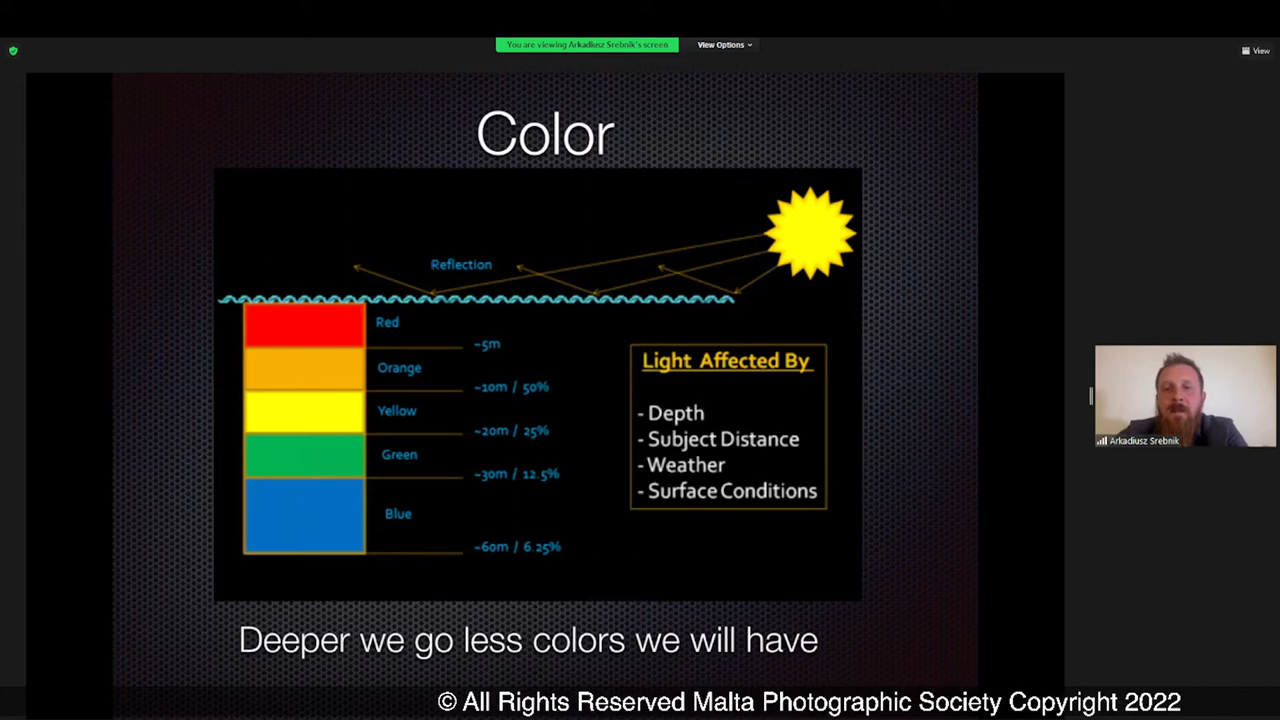 You are viewing Arkadiusz Srebnik's screen
View Options
View
Color
Reflection
Red
~5m
Orange
~10m / 50%
Yellow
~20m / 25%
Green
~30m / 12.5%
Blue
~60m / 6.25%
Light Affected By
- Depth
- Subject Distance
- Weather
- Surface Conditions
Arkadiusz Srebnik
Deeper we go less colors we will have
© All Rights Reserved Malta Photographic Society Copyright 2022